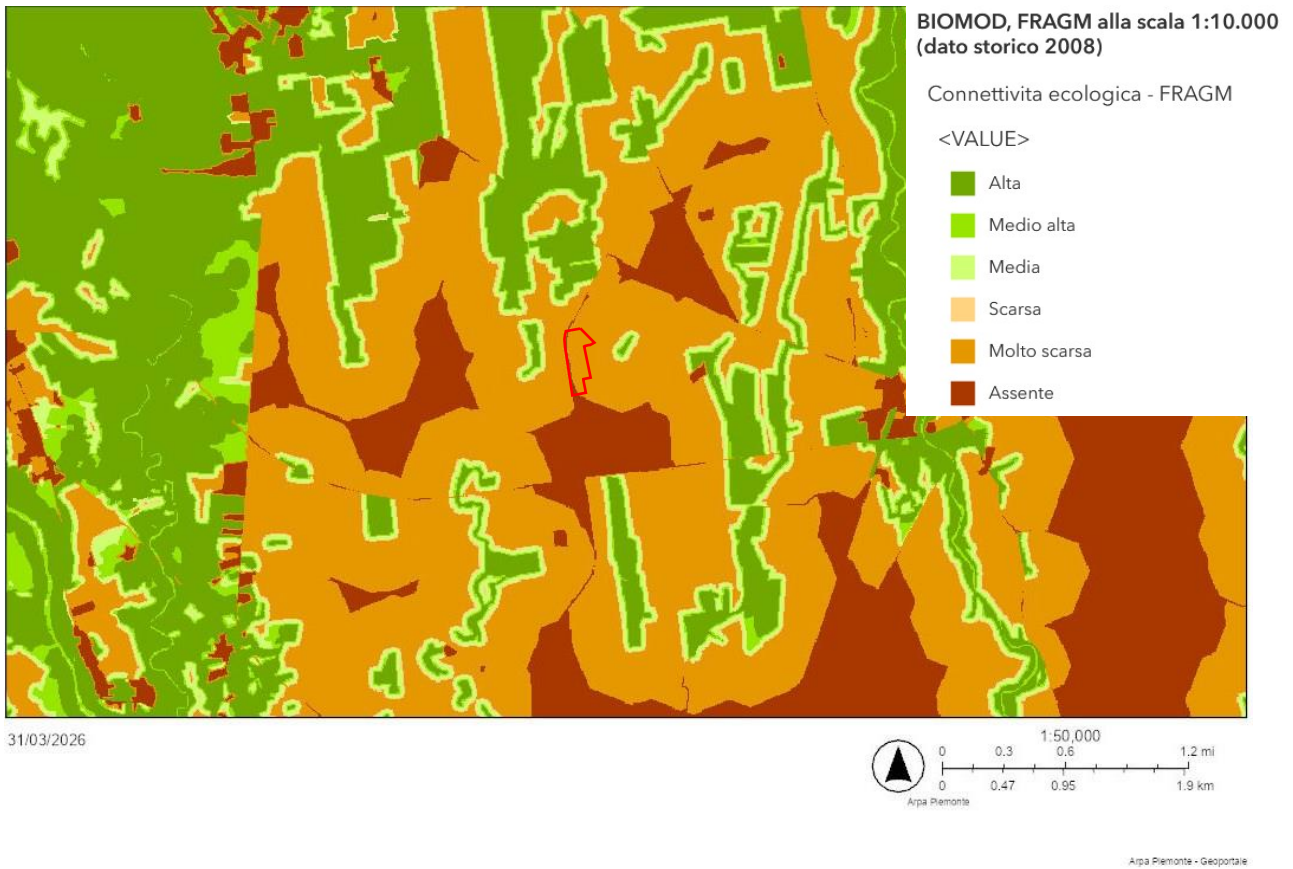 BIOMOD, FRAGM alla scala 1:10.000
(dato storico 2008)
Connettivita ecologica - FRAGM
<VALUE>
Alta
Medio alta
Media
Scarsa
Molto scarsa
Assente
31/03/2026
1:50,000
0 0.3 0.6 1.2 mi
0 0.47 0.95 1.9 km
Arpa Piemonte
Arpa Piemonte - Geoportale